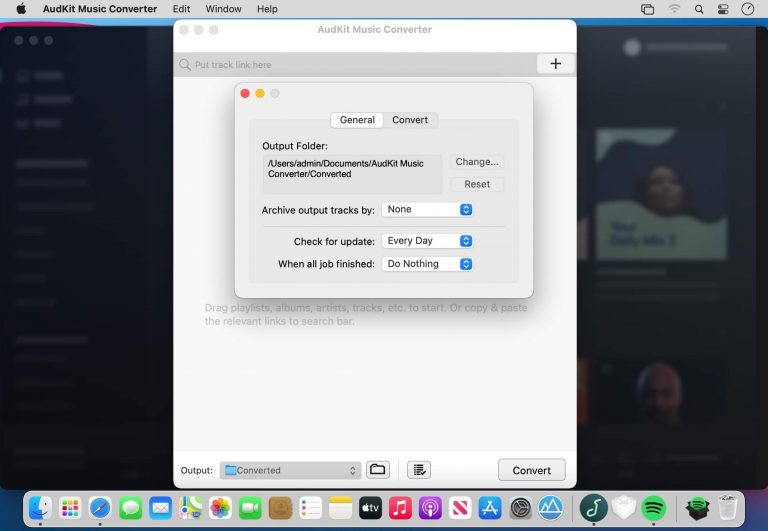 AudKit Music Converter Edit Window Help
AudKit Music Converter
Put track link here
General Convert
Output Folder:
/Users/admin/Documents/AudKit Music
Converter/Converted
Change...
Reset
Archive output tracks by: None
Check for update: Every Day
When all job finished: Do Nothing
Your
Daily Mix 3
Drag playlists, albums, artists, tracks, etc. to start. Or copy & paste
the relevant links to search bar.
Output: Converted
Convert
tv